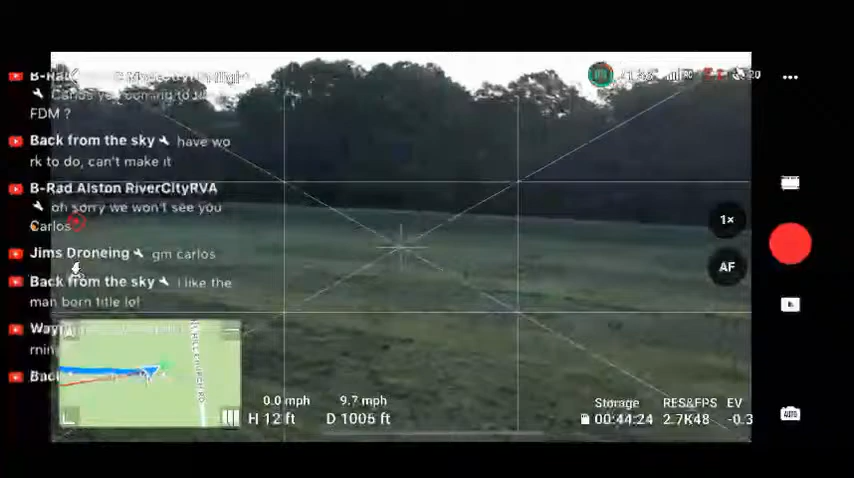 20
FDM ?
Back from the sky have wo
rk to do, can't make it
B-Rad Alston RiverCityRVA
oh sorry we won't see you
Carlos
Jims Droneing gm carlos
Back from the sky i like the
man born title lol
Back
1×
AF
0.0 mph 9.7 mph
H 12 ft D 1005 ft
Storage RES&FPS EV
00:44:24 2.7K48 -0.3
AUTO